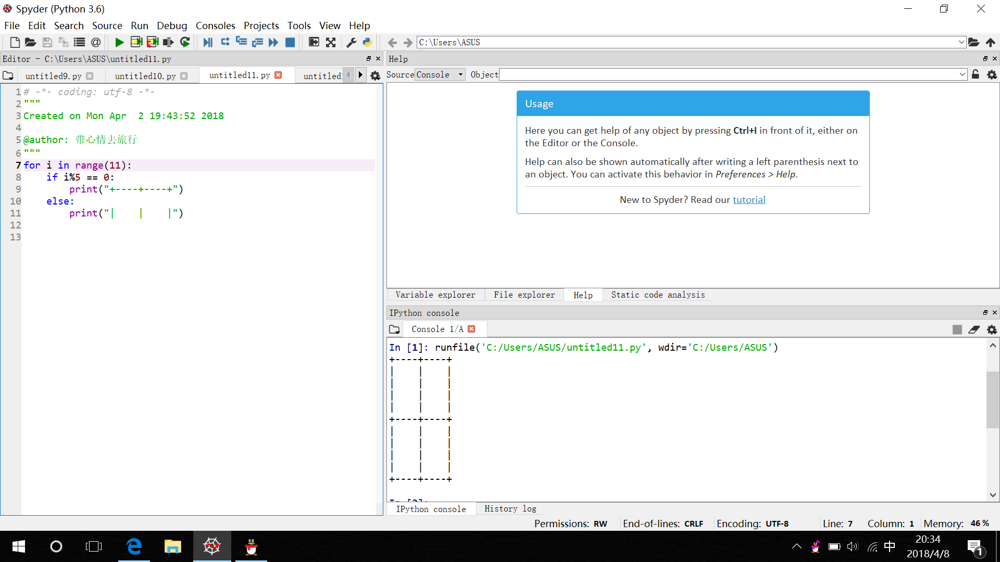 Spyder (Python 3.6)
File Edit Search Source Run Debug Consoles Projects Tools View Help
C:\Users\ASUS
Editor - C:\Users\ASUS\untitled11.py
untitled9.py untitled10.py untitled11.py untitled
1 # -*- coding: utf-8 -*-
2 """
3 Created on Mon Apr  2 19:43:52 2018
4
5 @author: 带心情去旅行
6 """
7 for i in range(11):
8     if i%5 == 0:
9         print("+----+----+")
10     else:
11         print("|    |    |")
12
13
Help
Source Console Object
Usage
Here you can get help of any object by pressing Ctrl+I in front of it, either on
the Editor or the Console.
Help can also be shown automatically after writing a left parenthesis next to
an object. You can activate this behavior in Preferences > Help.
New to Spyder? Read our tutorial
Variable explorer File explorer Help Static code analysis
IPython console
Console 1/A
In [1]: runfile('C:/Users/ASUS/untitled11.py', wdir='C:/Users/ASUS')
+----+----+
|    |    |
|    |    |
|    |    |
|    |    |
+----+----+
|    |    |
|    |    |
|    |    |
|    |    |
+----+----+
In [2]:
IPython console History log
Permissions: RW End-of-lines: CRLF Encoding: UTF-8 Line: 7 Column: 1 Memory: 46 %
中
20:34
2018/4/8
1